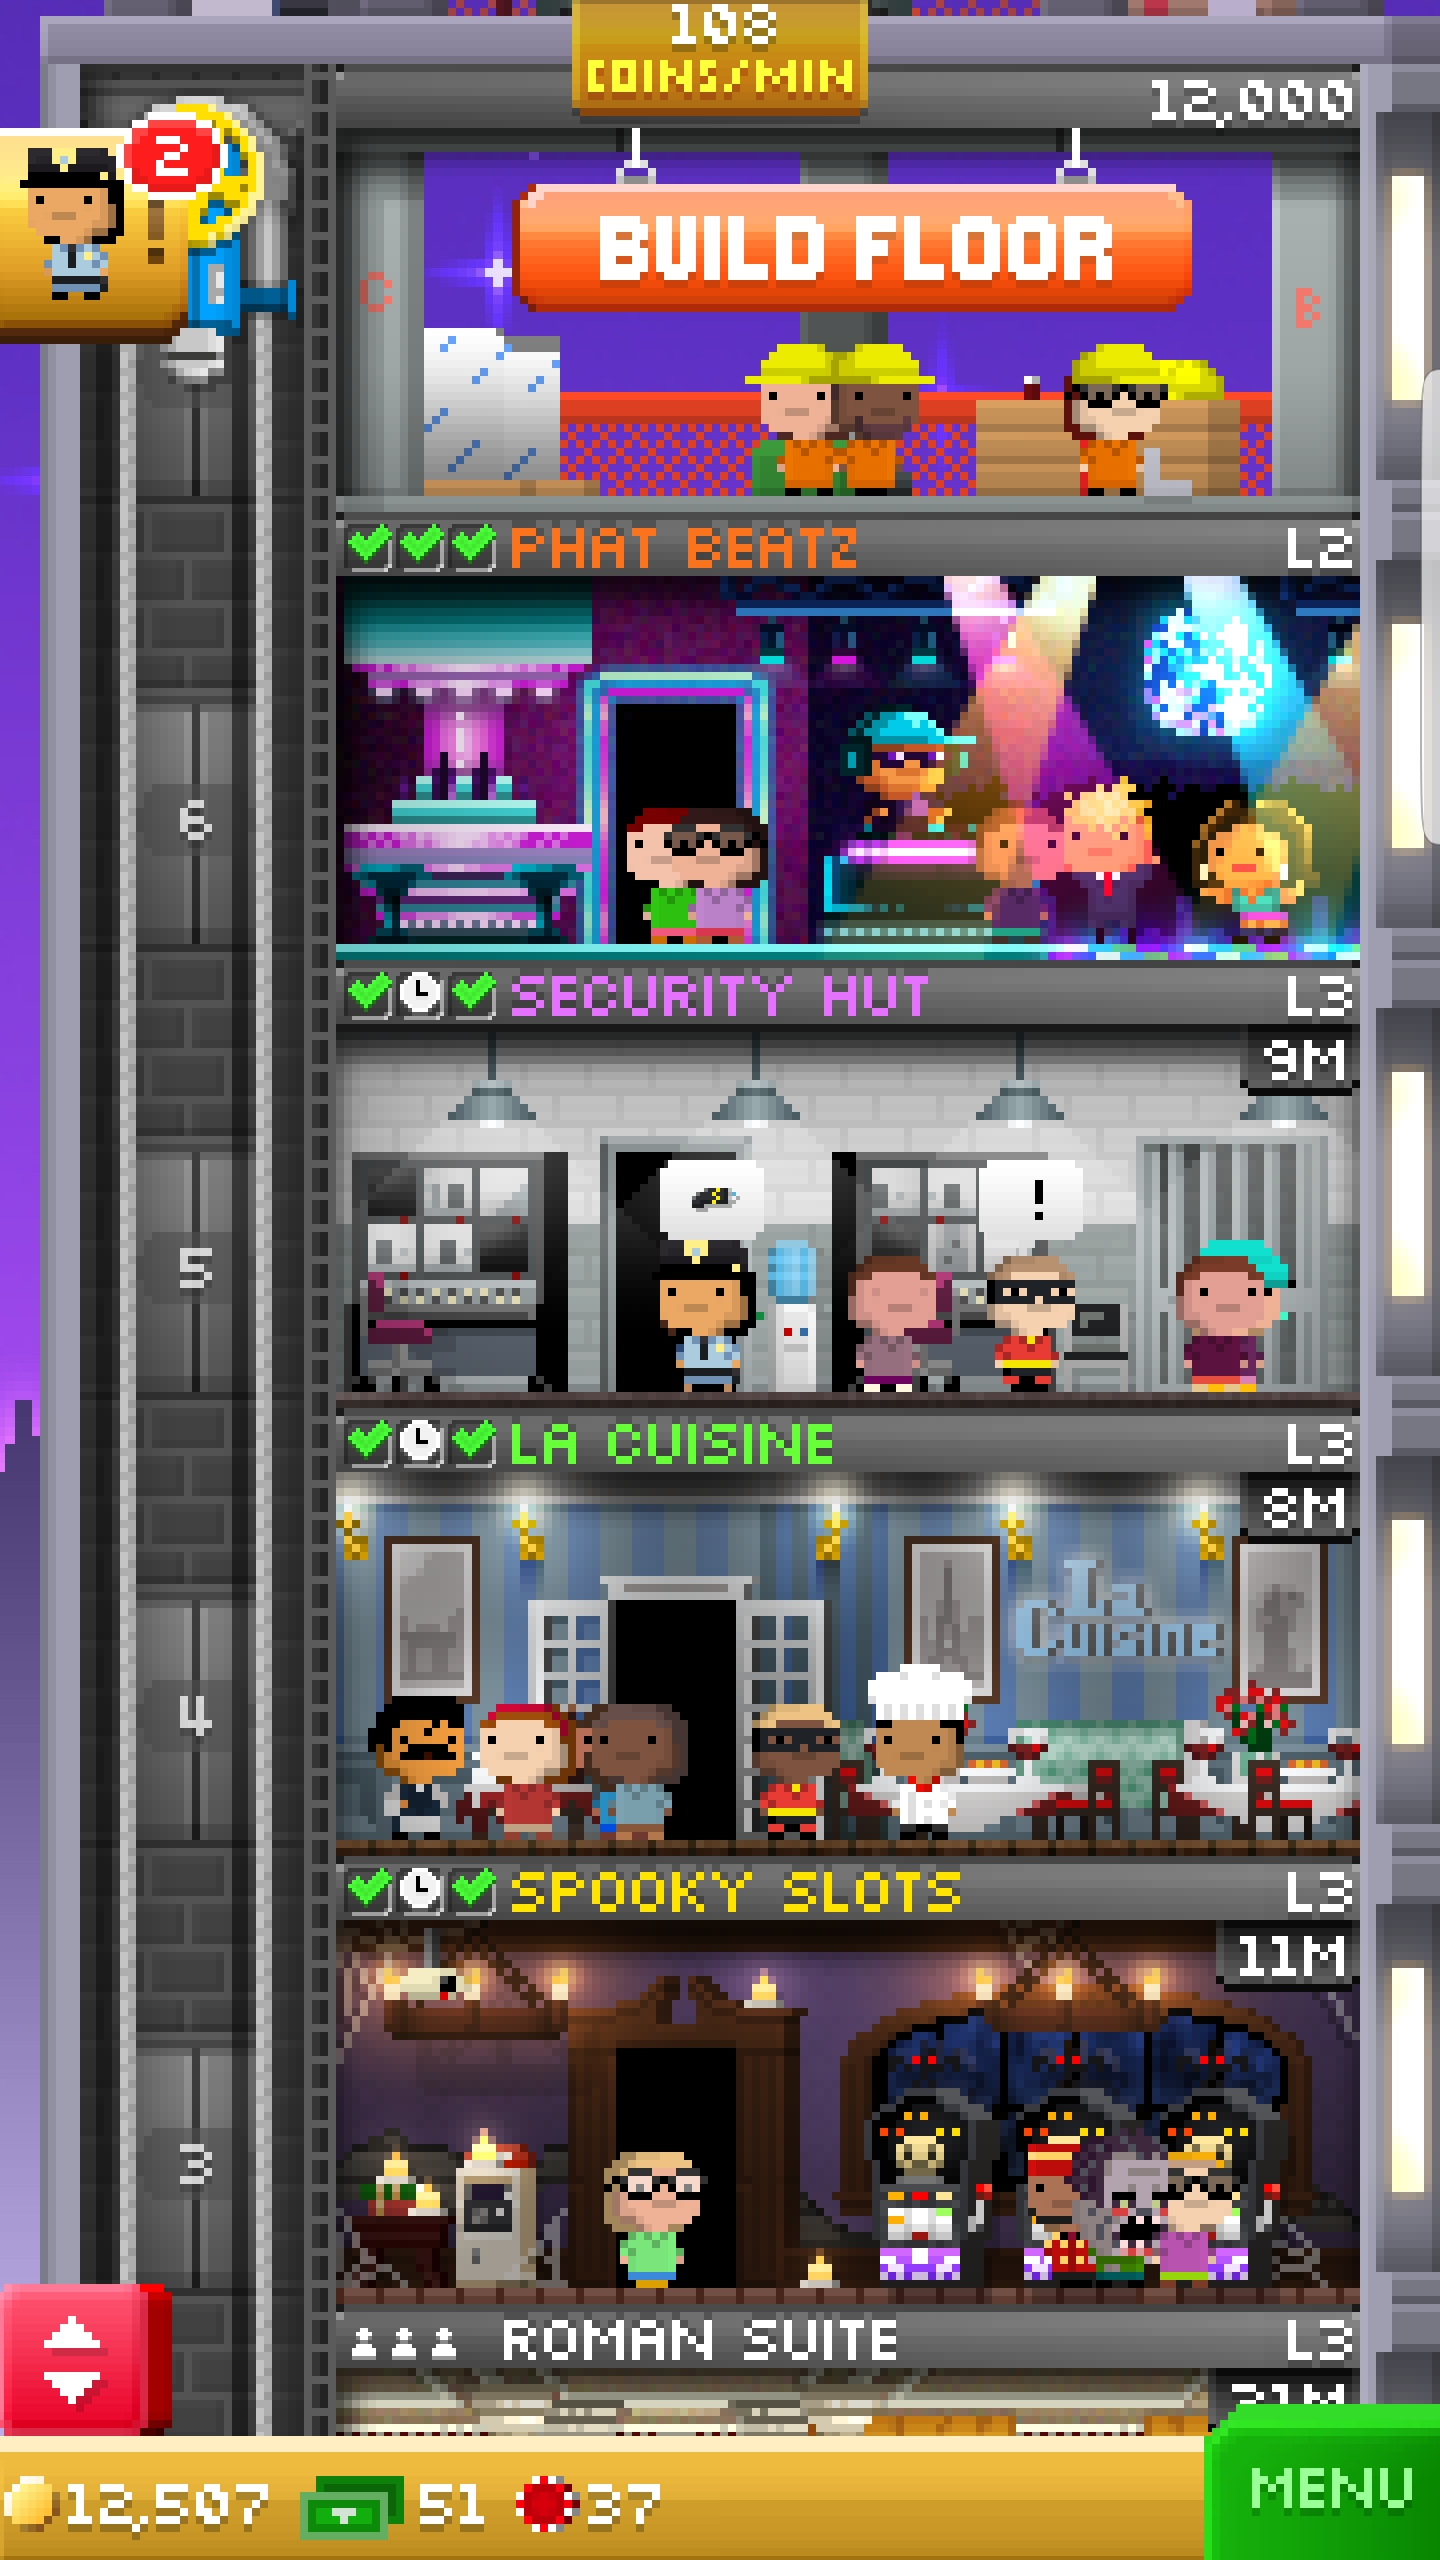 108
COINS/MIN
12,000
2
!
BUILD FLOOR
C
B
PHAT BEATZ L2
6
SECURITY HUT L3
9M
!
5
LA CUISINE L3
8M
La
Cuisine
4
SPOOKY SLOTS L3
11M
3
ROMAN SUITE L3
12,507 51 37
MENU